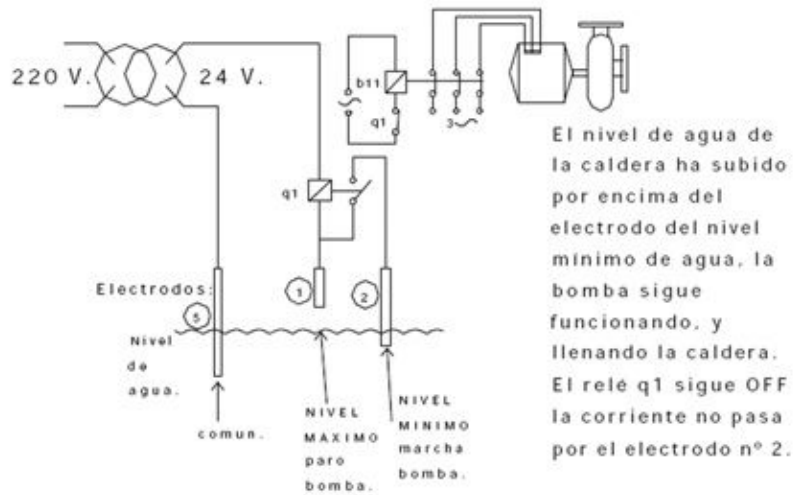 220 V.
24 V.
b11
q1
3
q1
El nivel de agua de
la caldera ha subido
por encima del
electrodo del nivel
mínimo de agua, la
bomba sigue
funcionando, y
llenando la caldera.
El relé q1 sigue OFF
la corriente no pasa
por el electrodo nº 2.
Electrodos:
5
1
2
Nivel
de
agua.
comun.
NIVEL
MAXIMO
paro
bomba.
NIVEL
MINIMO
marcha
bomba.